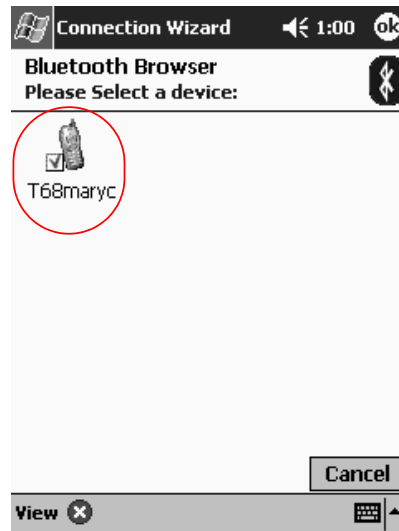 Connection Wizard 1:00 ok
Bluetooth Browser
Please Select a device:
T68maryc
Cancel
View